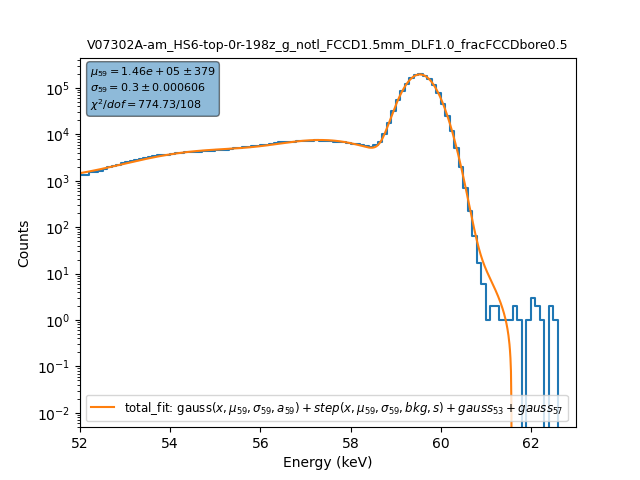 V07302A-am_HS6-top-0r-198z_g_notl_FCCD1.5mm_DLF1.0_fracFCCDbore0.5
μ₅₉ = 1.46e + 05 ± 379
σ₅₉ = 0.3 ± 0.000606
χ²/dof = 774.73/108
Counts
10⁵
10⁴
10³
10²
10¹
10⁰
10⁻¹
10⁻²
total_fit: gauss(x, μ₅₉, σ₅₉, a₅₉) + step(x, μ₅₉, σ₅₉, bkg, s) + gauss₅₃ + gauss₅₇
52 54 56 58 60 62
Energy (keV)